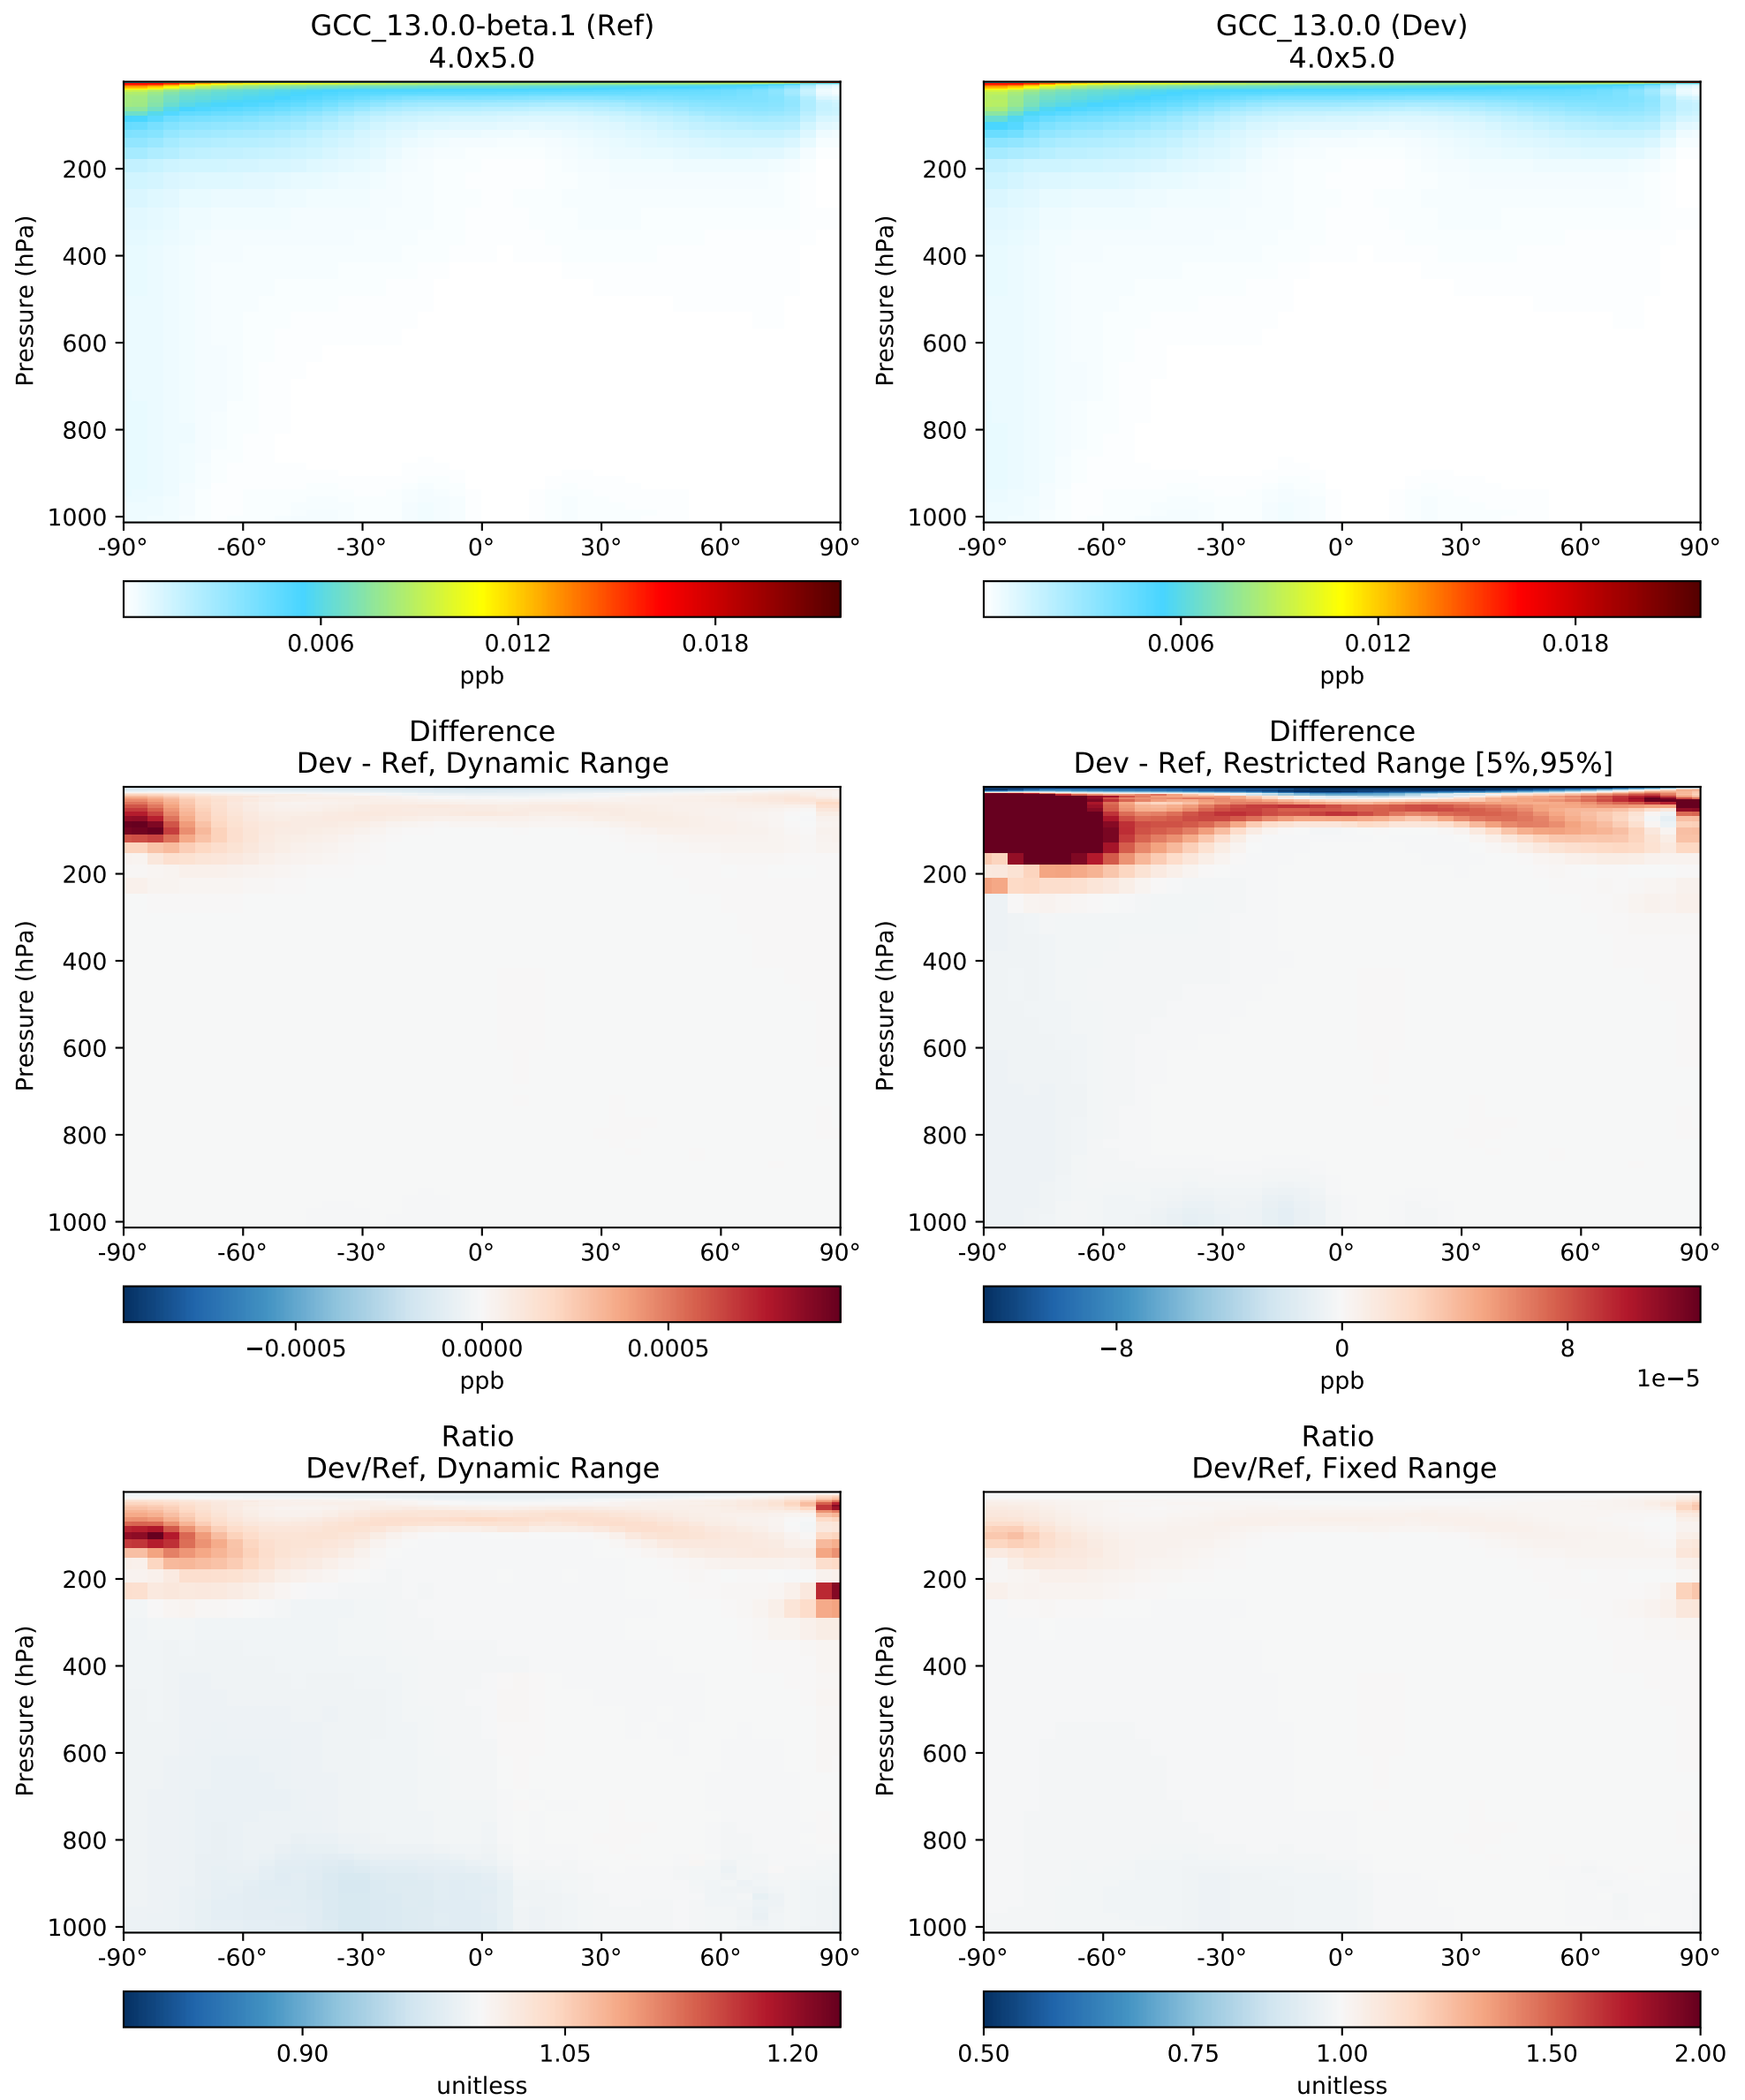 GCC_13.0.0-beta.1 (Ref)
4.0x5.0
GCC_13.0.0 (Dev)
4.0x5.0
Pressure (hPa)
200
400
600
800
1000
-90° -60° -30° 0° 30° 60° 90°
0.006 0.012 0.018
ppb
Pressure (hPa)
200
400
600
800
1000
-90° -60° -30° 0° 30° 60° 90°
0.006 0.012 0.018
ppb
Difference
Dev - Ref, Dynamic Range
Pressure (hPa)
200
400
600
800
1000
-90° -60° -30° 0° 30° 60° 90°
−0.0005 0.0000 0.0005
ppb
Difference
Dev - Ref, Restricted Range [5%,95%]
Pressure (hPa)
200
400
600
800
1000
-90° -60° -30° 0° 30° 60° 90°
−8 0 8
ppb
1e−5
Ratio
Dev/Ref, Dynamic Range
Pressure (hPa)
200
400
600
800
1000
-90° -60° -30° 0° 30° 60° 90°
0.90 1.05 1.20
unitless
Ratio
Dev/Ref, Fixed Range
Pressure (hPa)
200
400
600
800
1000
-90° -60° -30° 0° 30° 60° 90°
0.50 0.75 1.00 1.50 2.00
unitless